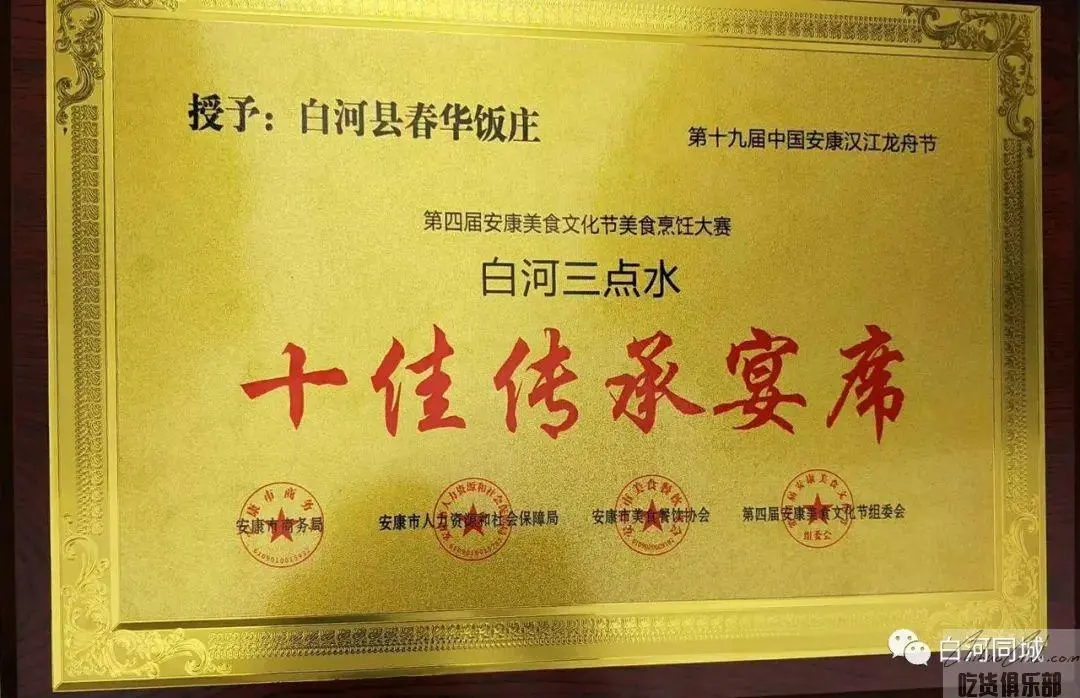 授予：白河县春华饭庄
第十九届中国安康汉江龙舟节
第四届安康美食文化节美食烹饪大赛
白河三点水
十佳传承宴席
安康市商务局
安康市人力资源和社会保障局
安康市美食餐饮协会
第四届安康美食文化节组委会
组委会
白河同城
吃货俱乐部